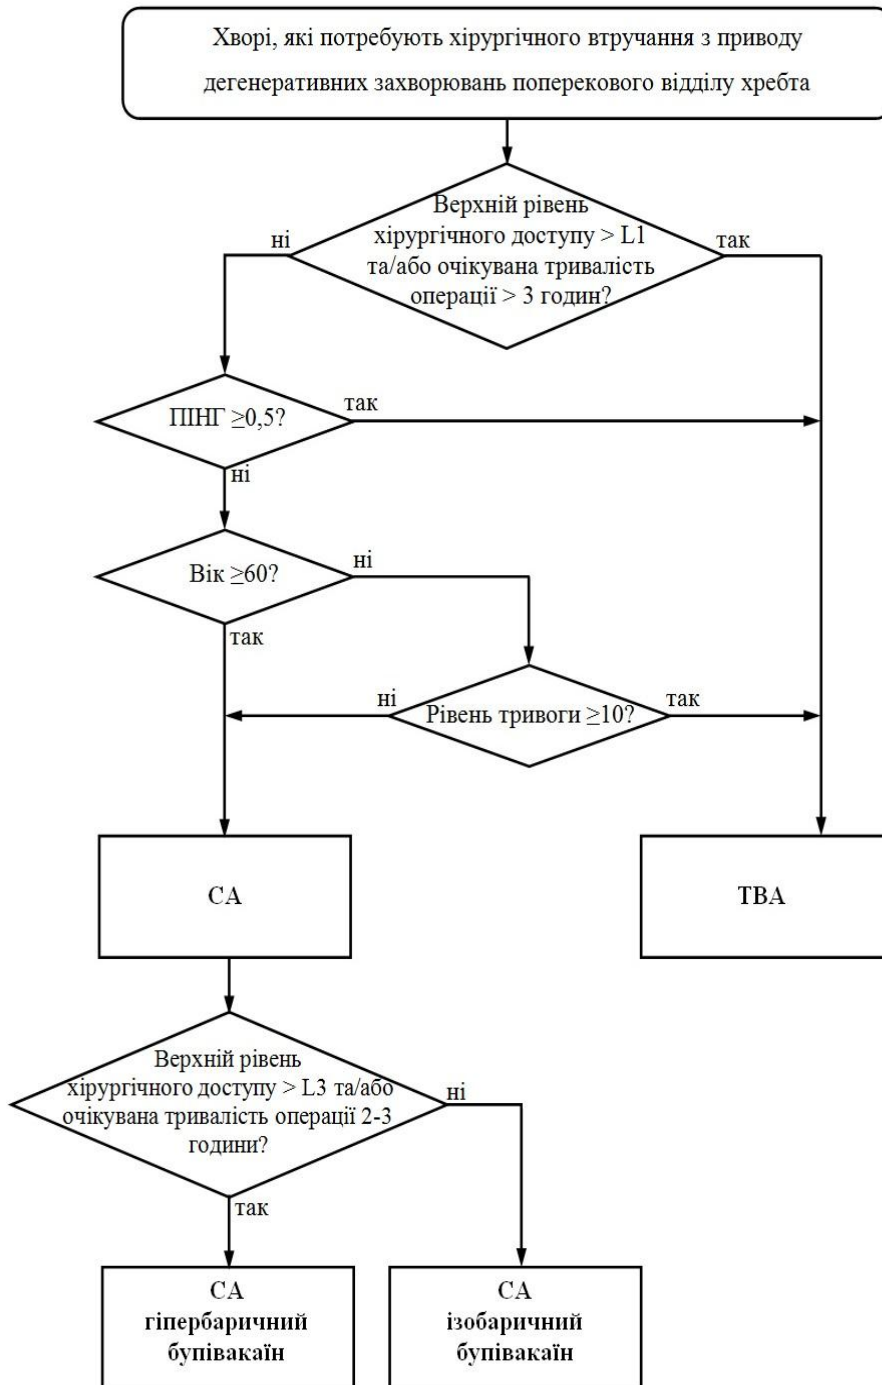 Хворі, які потребують хірургічного втручання з приводу
дегенеративних захворювань поперекового відділу хребта
Верхній рівень
хірургічного доступу > L1
та/або очікувана тривалість
операції > 3 годин?
ні
так
ПІНГ ≥0,5?
так
ні
Вік ≥60?
ні
так
Рівень тривоги ≥10?
ні
так
СА
ТВА
Верхній рівень
хірургічного доступу > L3 та/або
очікувана тривалість операції 2-3
години?
ні
так
СА
гіпербаричний
бупівакаїн
СА
ізобаричний
бупівакаїн